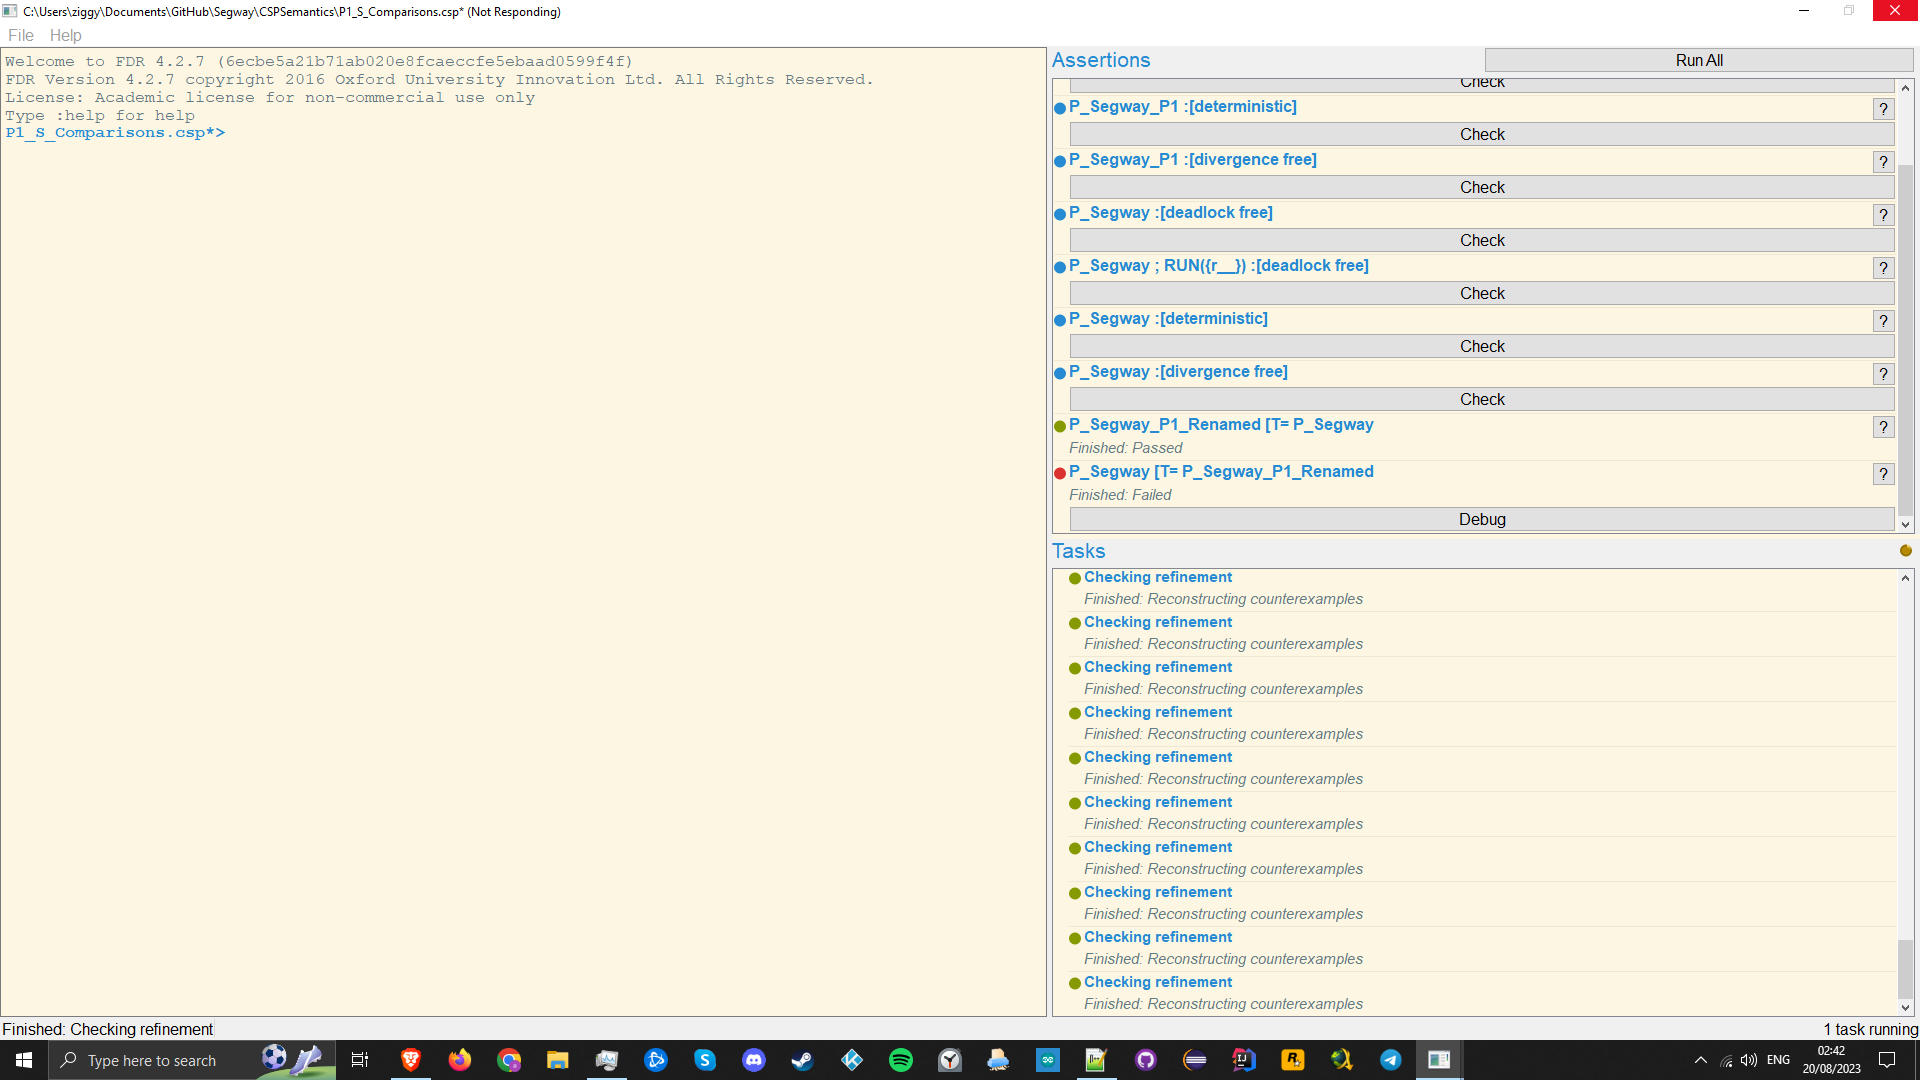 C:\Users\ziggy\Documents\GitHub\Segway\CSPSemantics\P1_S_Comparisons.csp* (Not Responding)
File Help
Welcome to FDR 4.2.7 (6ecbe5a21b71ab020e8fcaeccfe5ebaad0599f4f)
FDR Version 4.2.7 copyright 2016 Oxford University Innovation Ltd. All Rights Reserved.
License: Academic license for non-commercial use only
Type :help for help
P1_S_Comparisons.csp*>
Assertions
Run All
Check
P_Segway_P1 :[deterministic]
?
Check
P_Segway_P1 :[divergence free]
?
Check
P_Segway :[deadlock free]
?
Check
P_Segway ; RUN({r__}) :[deadlock free]
?
Check
P_Segway :[deterministic]
?
Check
P_Segway :[divergence free]
?
Check
P_Segway_P1_Renamed [T= P_Segway
?
Finished: Passed
P_Segway [T= P_Segway_P1_Renamed
?
Finished: Failed
Debug
Tasks
Checking refinement
Finished: Reconstructing counterexamples
Checking refinement
Finished: Reconstructing counterexamples
Checking refinement
Finished: Reconstructing counterexamples
Checking refinement
Finished: Reconstructing counterexamples
Checking refinement
Finished: Reconstructing counterexamples
Checking refinement
Finished: Reconstructing counterexamples
Checking refinement
Finished: Reconstructing counterexamples
Checking refinement
Finished: Reconstructing counterexamples
Checking refinement
Finished: Reconstructing counterexamples
Checking refinement
Finished: Reconstructing counterexamples
Finished: Checking refinement
1 task running
Type here to search
ENG
02:42
20/08/2023